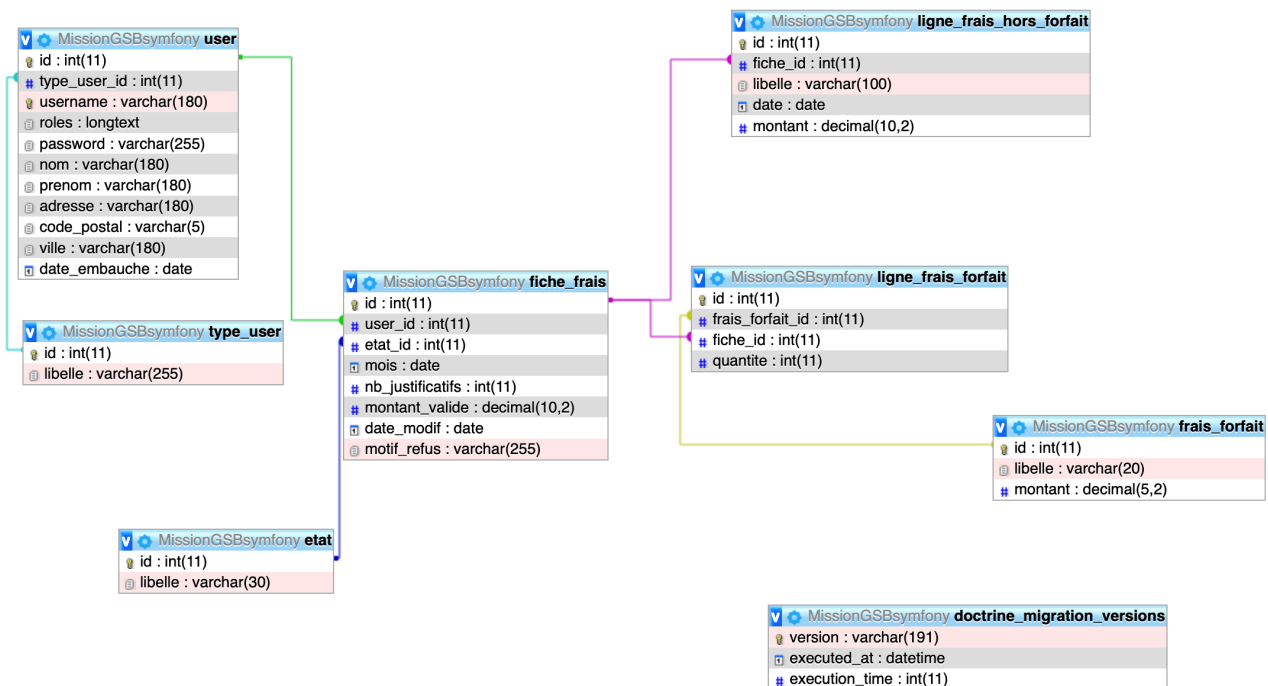 MissionGSBsymfony user
id : int(11)
type_user_id : int(11)
username : varchar(180)
roles : longtext
password : varchar(255)
nom : varchar(180)
prenom : varchar(180)
adresse : varchar(180)
code_postal : varchar(5)
ville : varchar(180)
date_embauche : date
MissionGSBsymfony type_user
id : int(11)
libelle : varchar(255)
MissionGSBsymfony fiche_frais
id : int(11)
user_id : int(11)
etat_id : int(11)
mois : date
nb_justificatifs : int(11)
montant_valide : decimal(10,2)
date_modif : date
motif_refus : varchar(255)
MissionGSBsymfony etat
id : int(11)
libelle : varchar(30)
MissionGSBsymfony ligne_frais_hors_forfait
id : int(11)
fiche_id : int(11)
libelle : varchar(100)
date : date
montant : decimal(10,2)
MissionGSBsymfony ligne_frais_forfait
id : int(11)
frais_forfait_id : int(11)
fiche_id : int(11)
quantite : int(11)
MissionGSBsymfony frais_forfait
id : int(11)
libelle : varchar(20)
montant : decimal(5,2)
MissionGSBsymfony doctrine_migration_versions
version : varchar(191)
executed_at : datetime
execution_time : int(11)